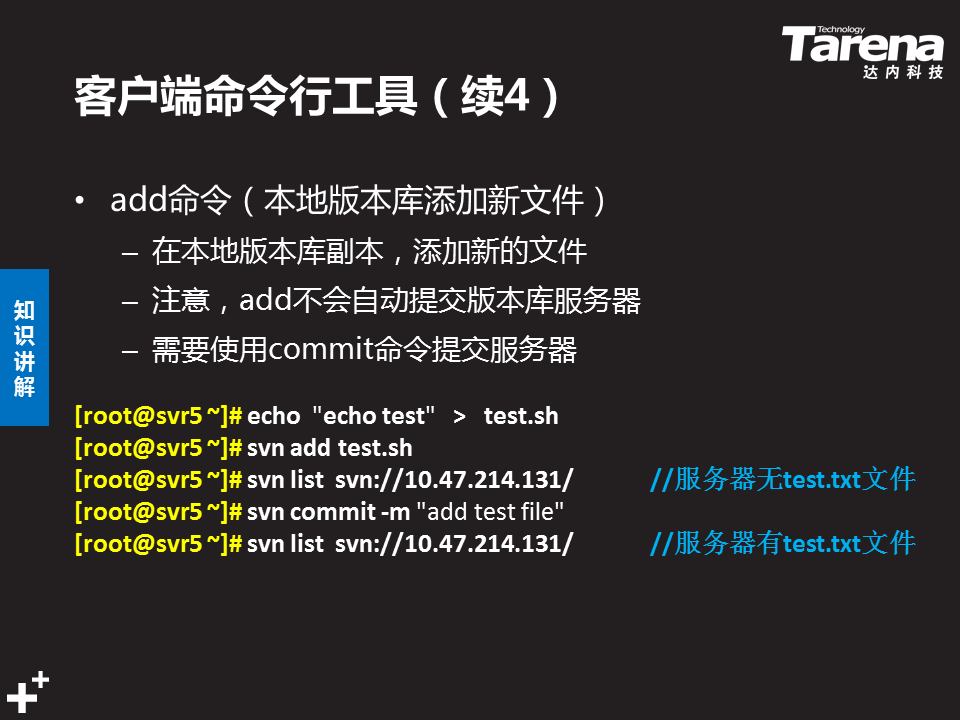 Technology
Tarena
达内科技
客户端命令行工具（续4）
• add命令（本地版本库添加新文件）
– 在本地版本库副本，添加新的文件
– 注意，add不会自动提交版本库服务器
– 需要使用commit命令提交服务器
知识讲解
[root@svr5 ~]# echo "echo test" > test.sh
[root@svr5 ~]# svn add test.sh
[root@svr5 ~]# svn list svn://10.47.214.131/ //服务器无test.txt文件
[root@svr5 ~]# svn commit -m "add test file"
[root@svr5 ~]# svn list svn://10.47.214.131/ //服务器有test.txt文件